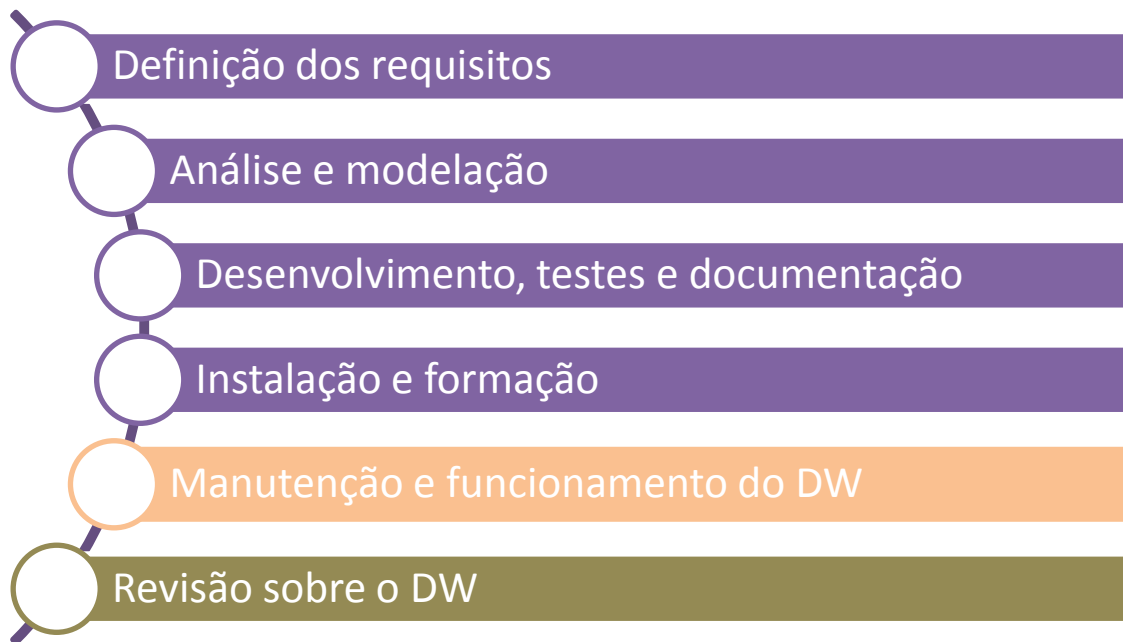 Definição dos requisitos
Análise e modelação
Desenvolvimento, testes e documentação
Instalação e formação
Manutenção e funcionamento do DW
Revisão sobre o DW